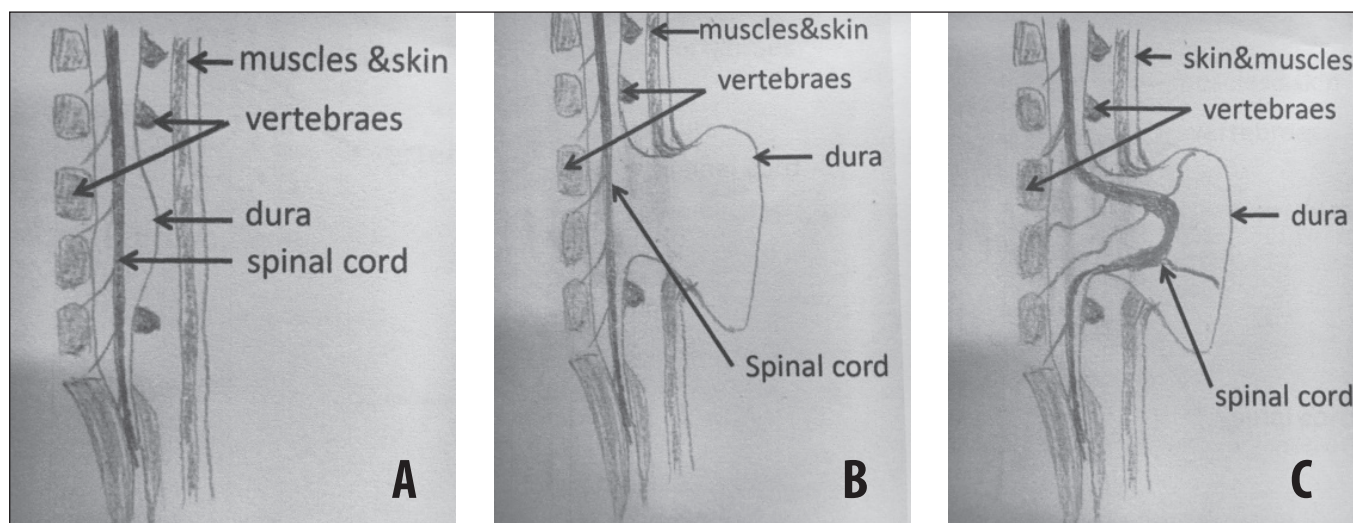 muscles &skin
vertebraes
dura
spinal cord
A
muscles&skin
vertebraes
dura
Spinal cord
B
skin&muscles
vertebraes
dura
spinal cord
C